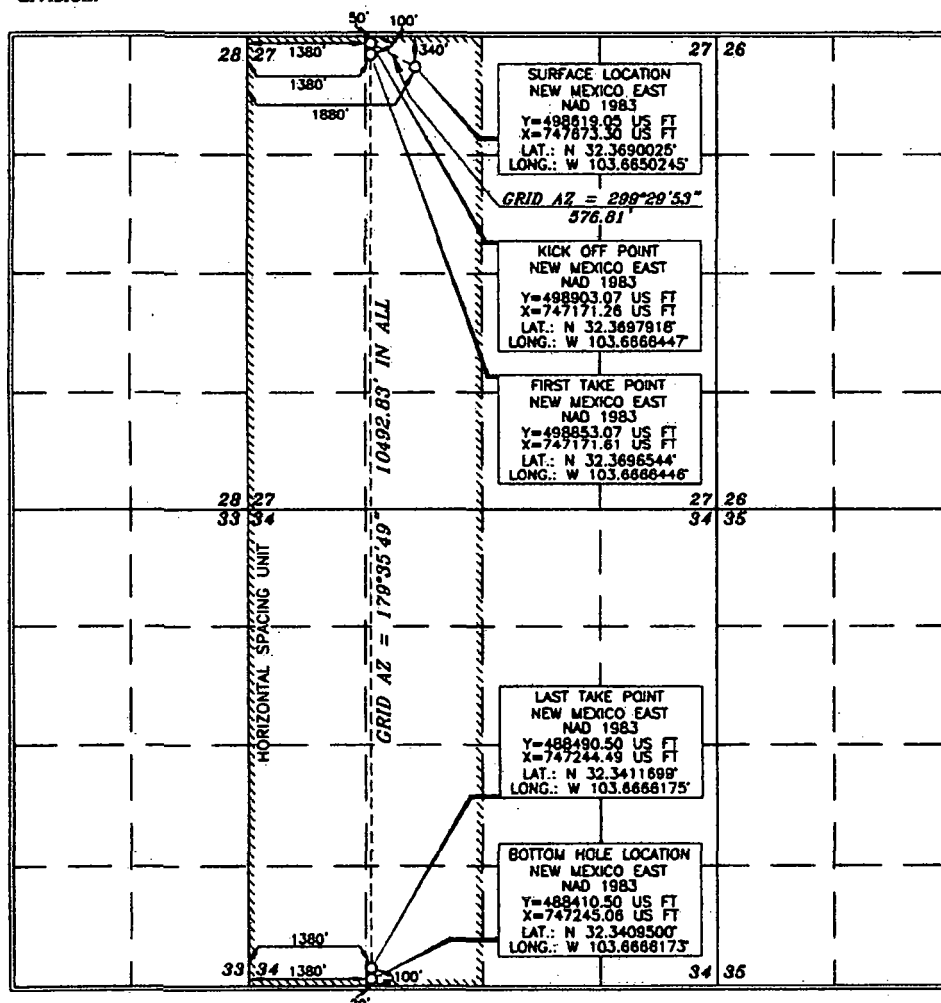 50' 100'
1380' 340'
28 27 27 26
1380'
1880'
SURFACE LOCATION
NEW MEXICO EAST
NAD 1983
Y=498619.05 US FT
X=747673.30 US FT
LAT.: N 32.3690025°
LONG.: W 103.6650245°
GRID AZ = 299°29'53"
576.81'
KICK OFF POINT
NEW MEXICO EAST
NAD 1983
Y=498903.07 US FT
X=747171.26 US FT
LAT.: N 32.3697918°
LONG.: W 103.6666447°
FIRST TAKE POINT
NEW MEXICO EAST
NAD 1983
Y=498853.07 US FT
X=747171.61 US FT
LAT.: N 32.3696544°
LONG.: W 103.6666446°
GRID AZ = 179°35'49" 10492.83' IN ALL
28 27 27 26
33 34 34 35
HORIZONTAL SPACING UNIT
LAST TAKE POINT
NEW MEXICO EAST
NAD 1983
Y=488490.50 US FT
X=747244.49 US FT
LAT.: N 32.3411699°
LONG.: W 103.6666175°
BOTTOM HOLE LOCATION
NEW MEXICO EAST
NAD 1983
Y=488410.50 US FT
X=747245.06 US FT
LAT.: N 32.3409500°
LONG.: W 103.6666173°
1380'
33 34 1380' 100' 34 35